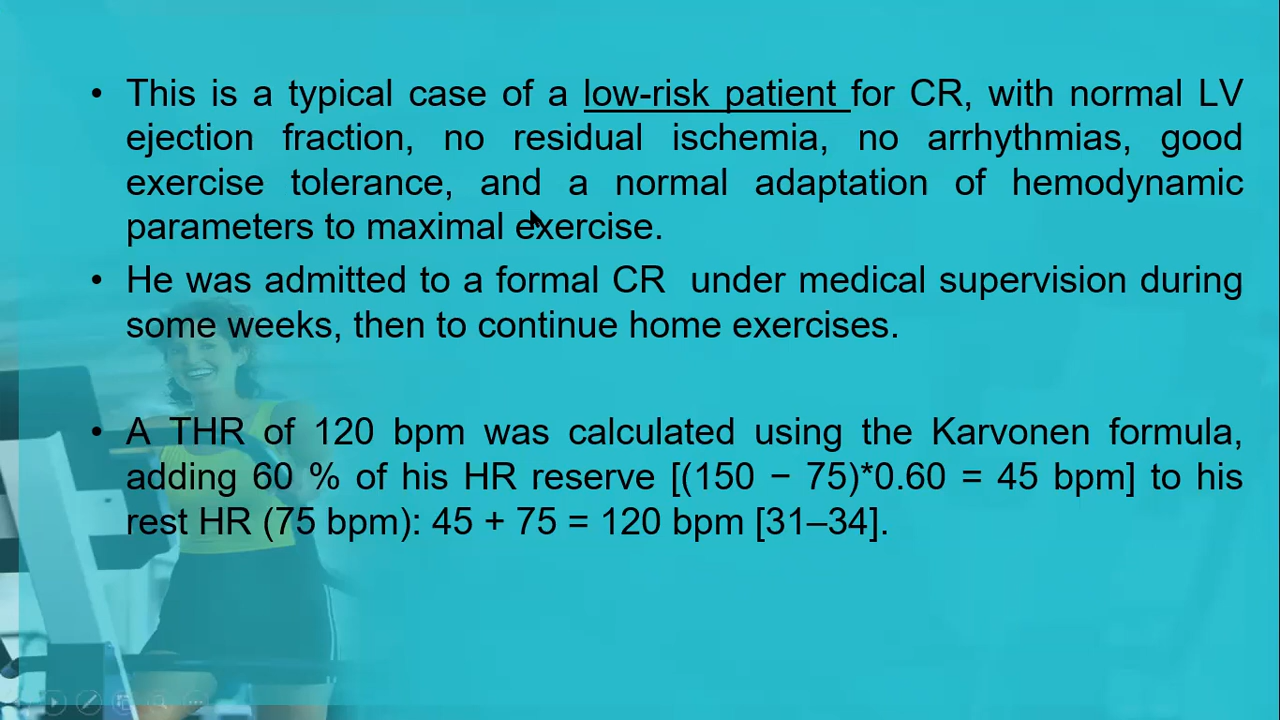 • This is a typical case of a low-risk patient for CR, with normal LV
ejection fraction, no residual ischemia, no arrhythmias, good
exercise tolerance, and a normal adaptation of hemodynamic
parameters to maximal exercise.
• He was admitted to a formal CR under medical supervision during
some weeks, then to continue home exercises.
• A THR of 120 bpm was calculated using the Karvonen formula,
adding 60 % of his HR reserve [(150 − 75)*0.60 = 45 bpm] to his
rest HR (75 bpm): 45 + 75 = 120 bpm [31–34].